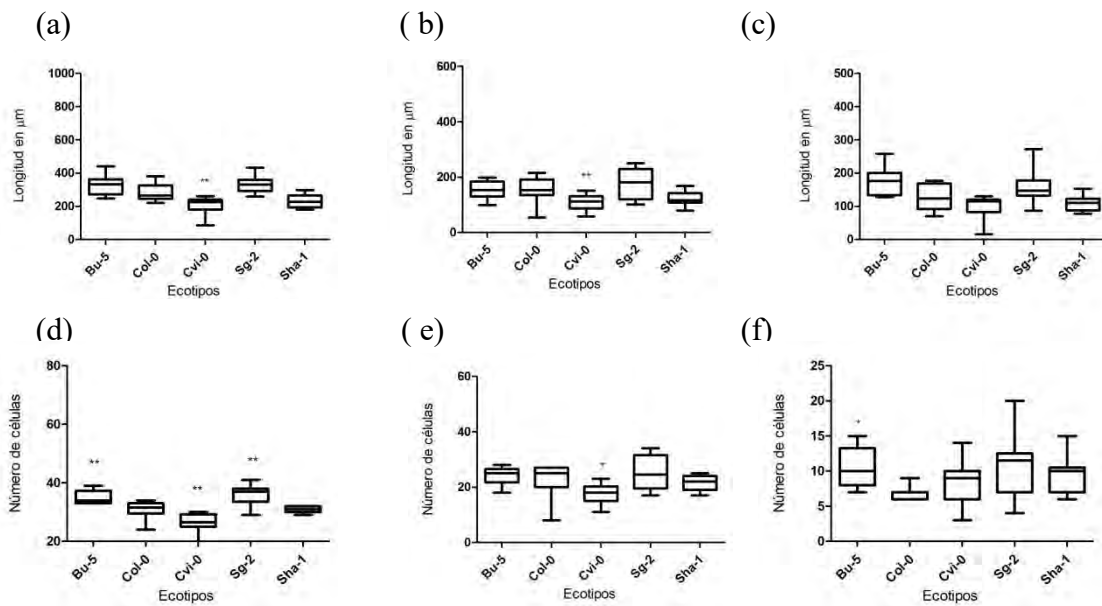 (a)
( b)
(c)
Longitud en μm
1000
800
600
400
200
0
**
Bu-5
Col-0
Cvi-0
Sg-2
Sha-1
Ecotipos
Longitud en μm
600
400
200
0
**
Bu-5
Col-0
Cvi-0
Sg-2
Sha-1
Ecotipos
Longitud en μm
500
400
300
200
100
0
Bu-5
Col-0
Cvi-0
Sg-2
Sha-1
Ecotipos
(d)
( e)
(f)
Número de células
80
60
40
20
**
**
**
Bu-5
Col-0
Cvi-0
Sg-2
Sha-1
Ecotipos
Número de células
60
40
20
0
*
Bu-5
Col-0
Cvi-0
Sg-2
Sha-1
Ecotipos
Número de células
25
20
15
10
5
0
*
Bu-5
Col-0
Cvi-0
Sg-2
Sha-1
Ecotipos